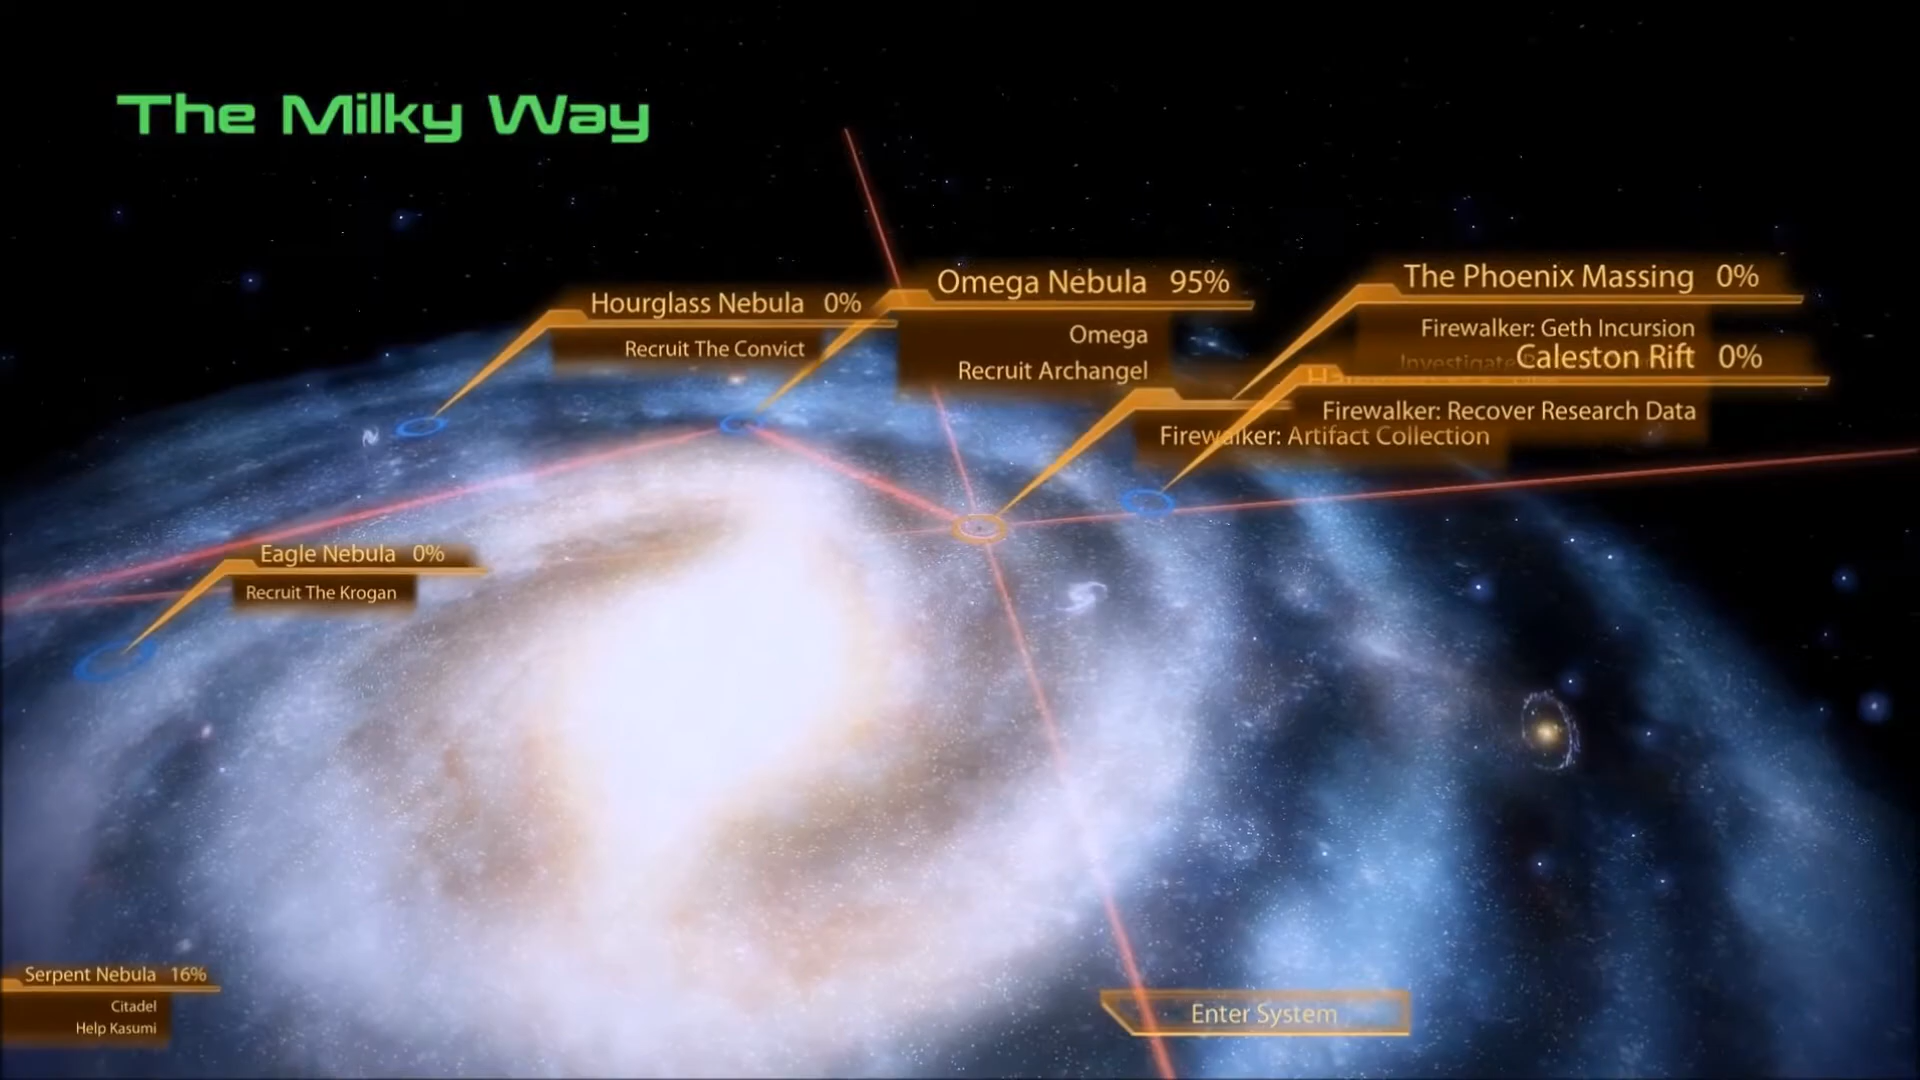 The Milky Way
Hourglass Nebula 0%
Recruit The Convict
Omega Nebula 95%
Omega
Recruit Archangel
The Phoenix Massing 0%
Firewalker: Geth Incursion
Investigate
Caleston Rift 0%
Firewalker: Recover Research Data
Firewalker: Artifact Collection
Eagle Nebula 0%
Recruit The Krogan
Serpent Nebula 16%
Citadel
Help Kasumi
Enter System